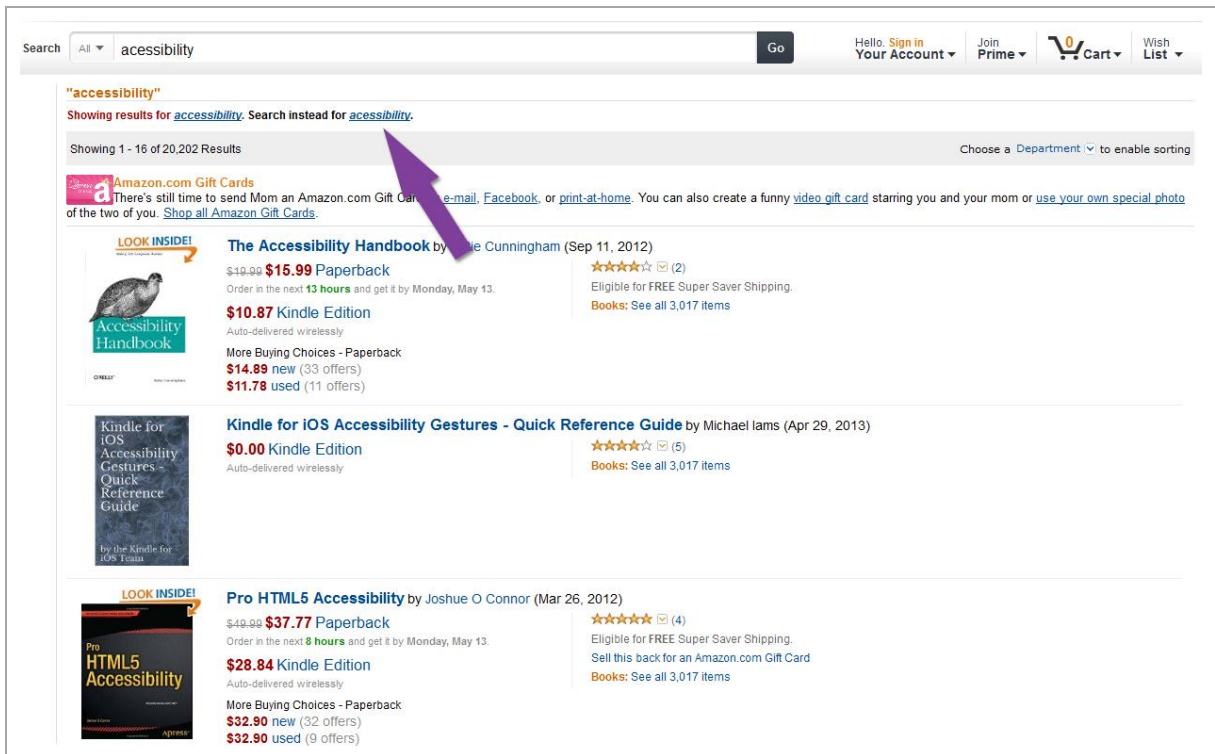 Search All acessibility Go Hello. Sign in Your Account Join Prime 0 Cart Wish List
"accessibility"
Showing results for accessibility. Search instead for acessibility.
Showing 1 - 16 of 20,202 Results Choose a Department to enable sorting
Amazon.com Gift Cards
There's still time to send Mom an Amazon.com Gift e-mail, Facebook, or print-at-home. You can also create a funny video gift card starring you and your mom or use your own special photo
of the two of you. Shop all Amazon Gift Cards.
LOOK INSIDE!
Accessibility
Handbook
O'REILLY
The Accessibility Handbook by Cunningham (Sep 11, 2012)
$19.99 $15.99 Paperback
Order in the next 13 hours and get it by Monday, May 13.
$10.87 Kindle Edition
Auto-delivered wirelessly
More Buying Choices - Paperback
$14.89 new (33 offers)
$11.78 used (11 offers)
(2)
Eligible for FREE Super Saver Shipping.
Books: See all 3,017 items
Kindle for
iOS
Accessibility
Gestures -
Quick
Reference
Guide
by the Kindle for
iOS Team
Kindle for iOS Accessibility Gestures - Quick Reference Guide by Michael Iams (Apr 29, 2013)
$0.00 Kindle Edition
Auto-delivered wirelessly
(5)
Books: See all 3,017 items
LOOK INSIDE!
Pro
HTML5
Accessibility
Apress
Pro HTML5 Accessibility by Joshue O Connor (Mar 26, 2012)
$49.99 $37.77 Paperback
Order in the next 8 hours and get it by Monday, May 13.
$28.84 Kindle Edition
Auto-delivered wirelessly
More Buying Choices - Paperback
$32.90 new (32 offers)
$32.90 used (9 offers)
(4)
Eligible for FREE Super Saver Shipping.
Sell this back for an Amazon.com Gift Card
Books: See all 3,017 items